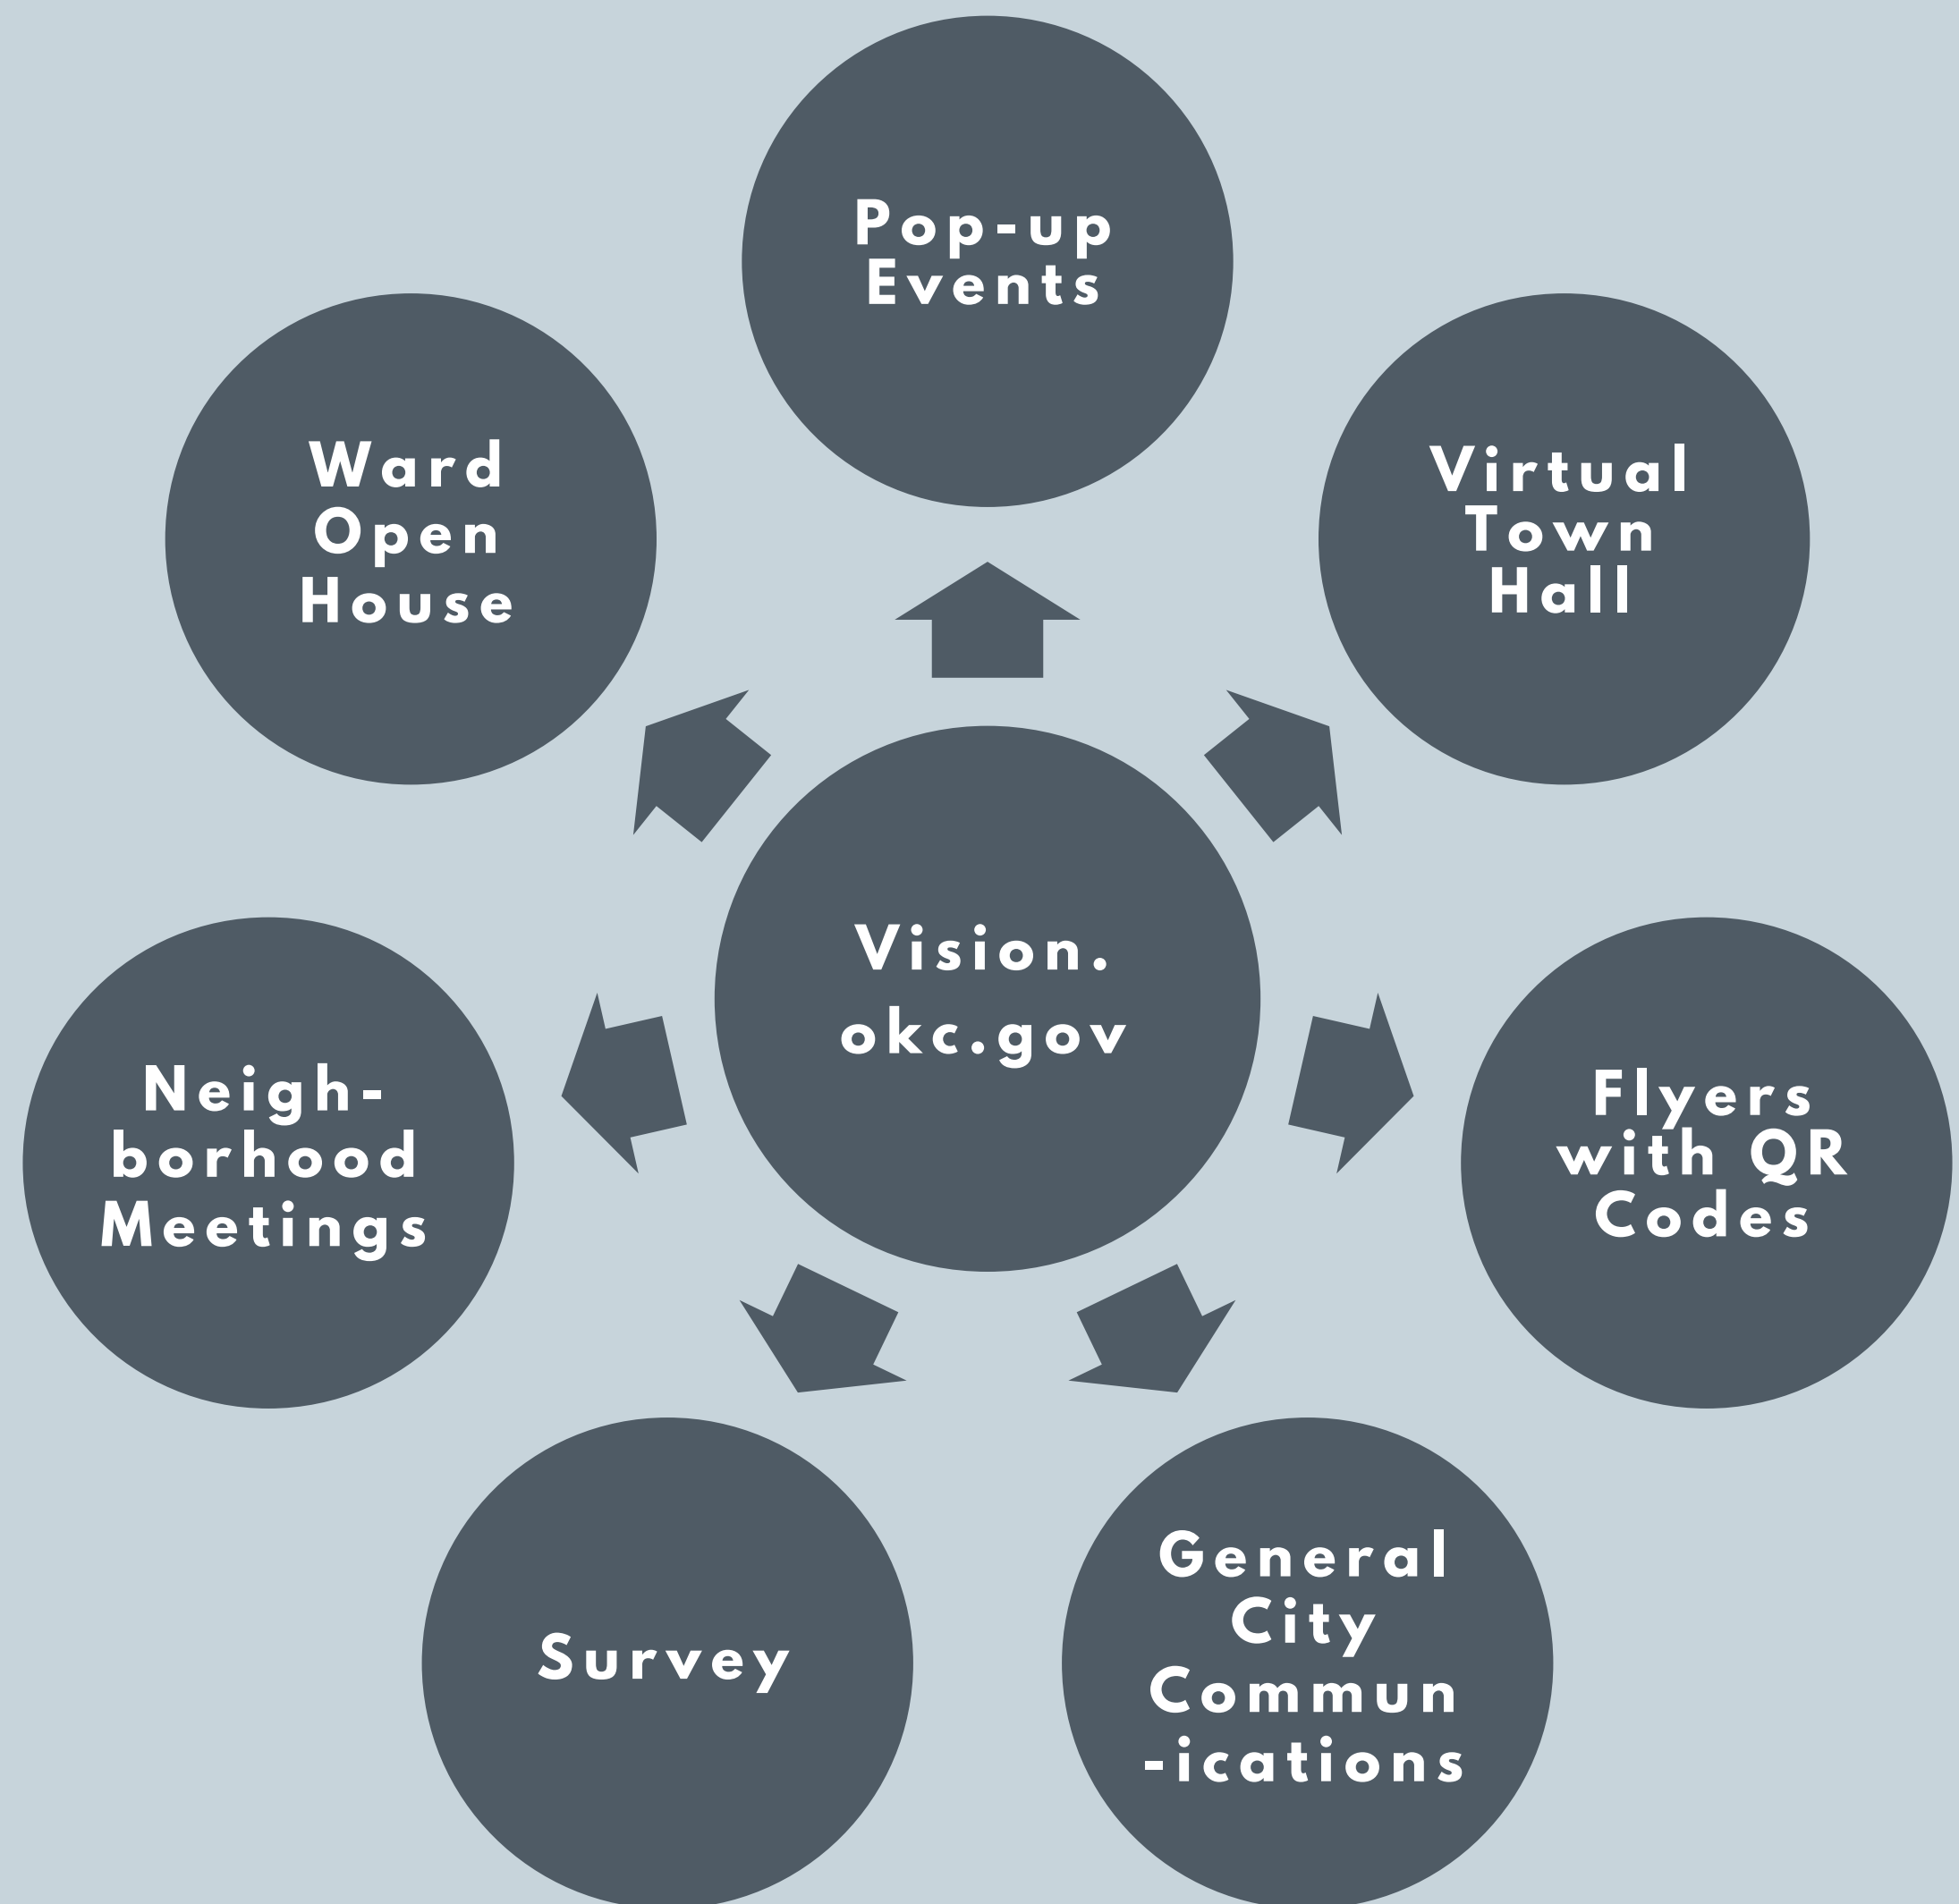 Pop-up
Events
Ward
Open
House
Virtual
Town
Hall
Vision.
okc.gov
Neigh-
borhood
Meetings
Flyers
with QR
Codes
Survey
General
City
Commun
-ications